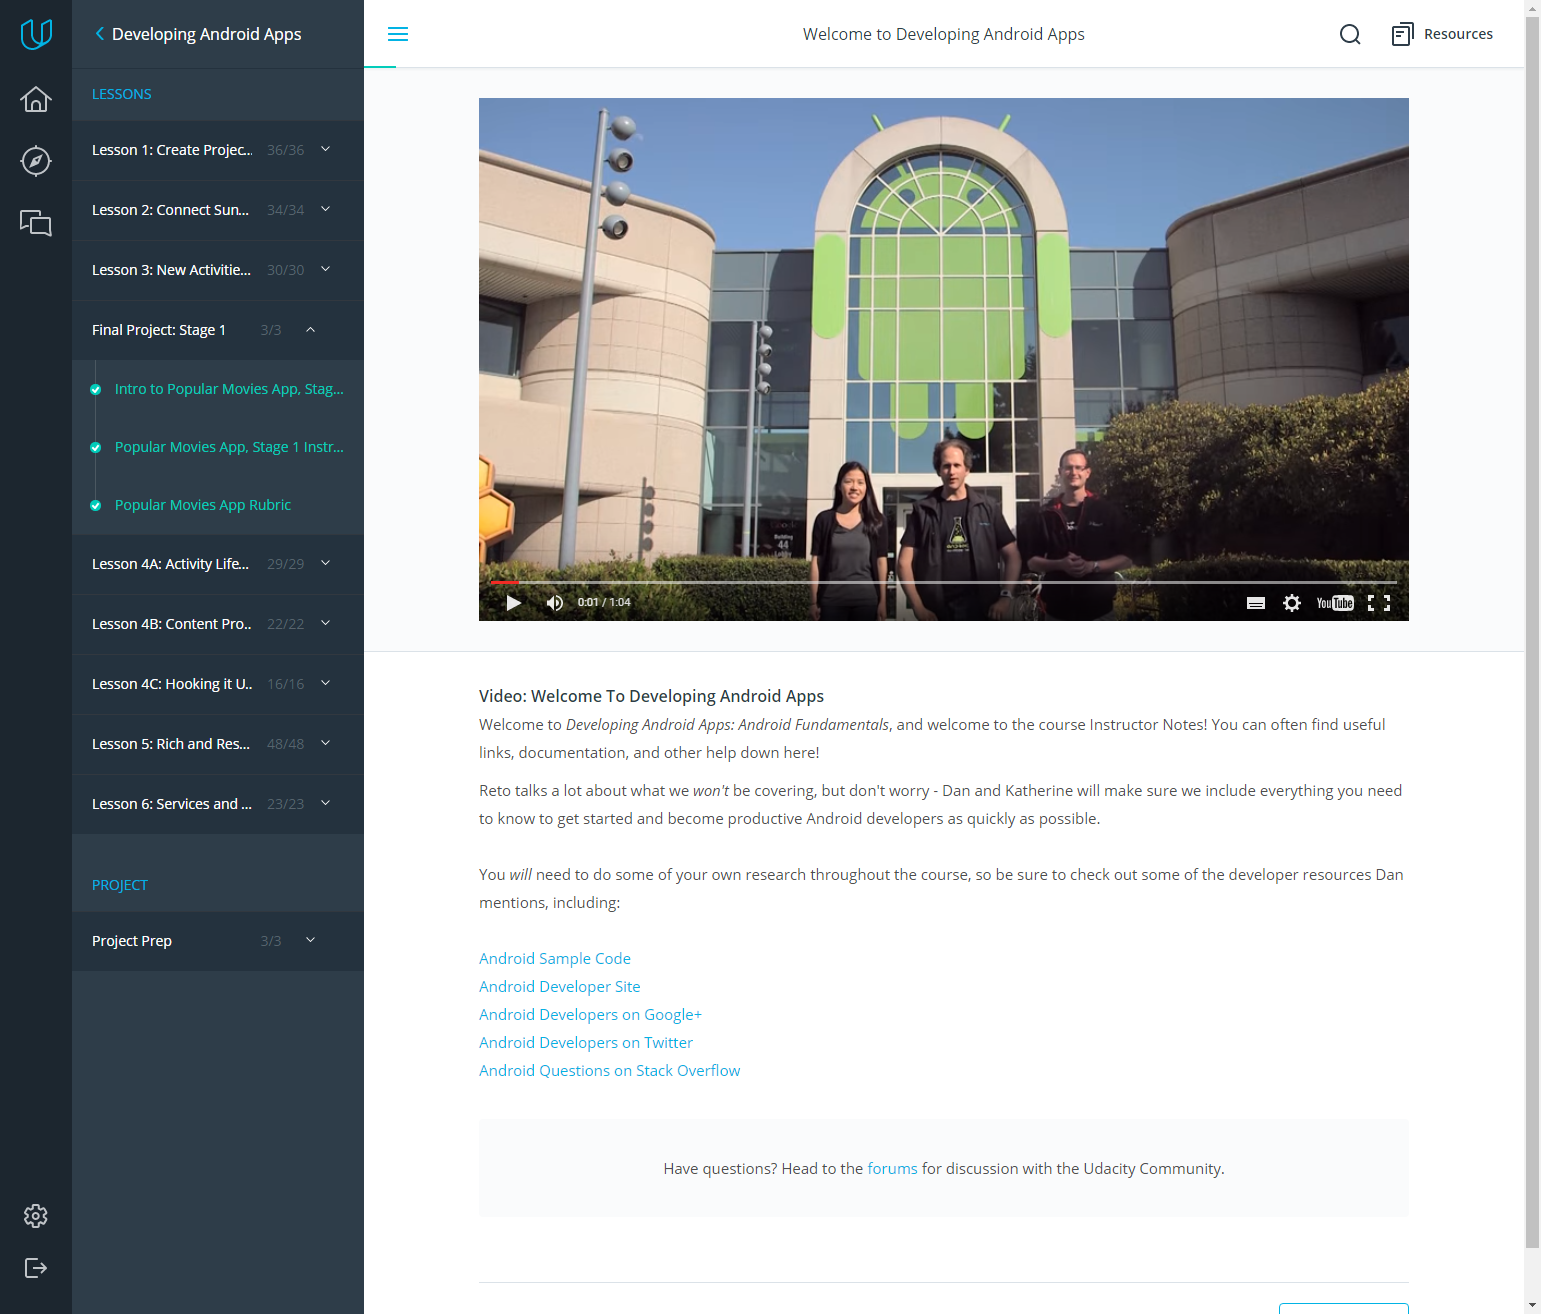 Developing Android Apps
Welcome to Developing Android Apps
Resources
LESSONS
Lesson 1: Create Projec... 36/36
Lesson 2: Connect Sun... 34/34
Lesson 3: New Activitie... 30/30
Final Project: Stage 1 3/3
Intro to Popular Movies App, Stag...
Popular Movies App, Stage 1 Instr...
Popular Movies App Rubric
Lesson 4A: Activity Life... 29/29
Lesson 4B: Content Pro.. 22/22
Lesson 4C: Hooking it U.. 16/16
Lesson 5: Rich and Res... 48/48
Lesson 6: Services and ... 23/23
PROJECT
Project Prep 3/3
Google
Building
44
Lobby
0:01 / 1:04
YouTube
Video: Welcome To Developing Android Apps
Welcome to Developing Android Apps: Android Fundamentals, and welcome to the course Instructor Notes! You can often find useful
links, documentation, and other help down here!
Reto talks a lot about what we won't be covering, but don't worry - Dan and Katherine will make sure we include everything you need
to know to get started and become productive Android developers as quickly as possible.
You will need to do some of your own research throughout the course, so be sure to check out some of the developer resources Dan
mentions, including:
Android Sample Code
Android Developer Site
Android Developers on Google+
Android Developers on Twitter
Android Questions on Stack Overflow
Have questions? Head to the forums for discussion with the Udacity Community.